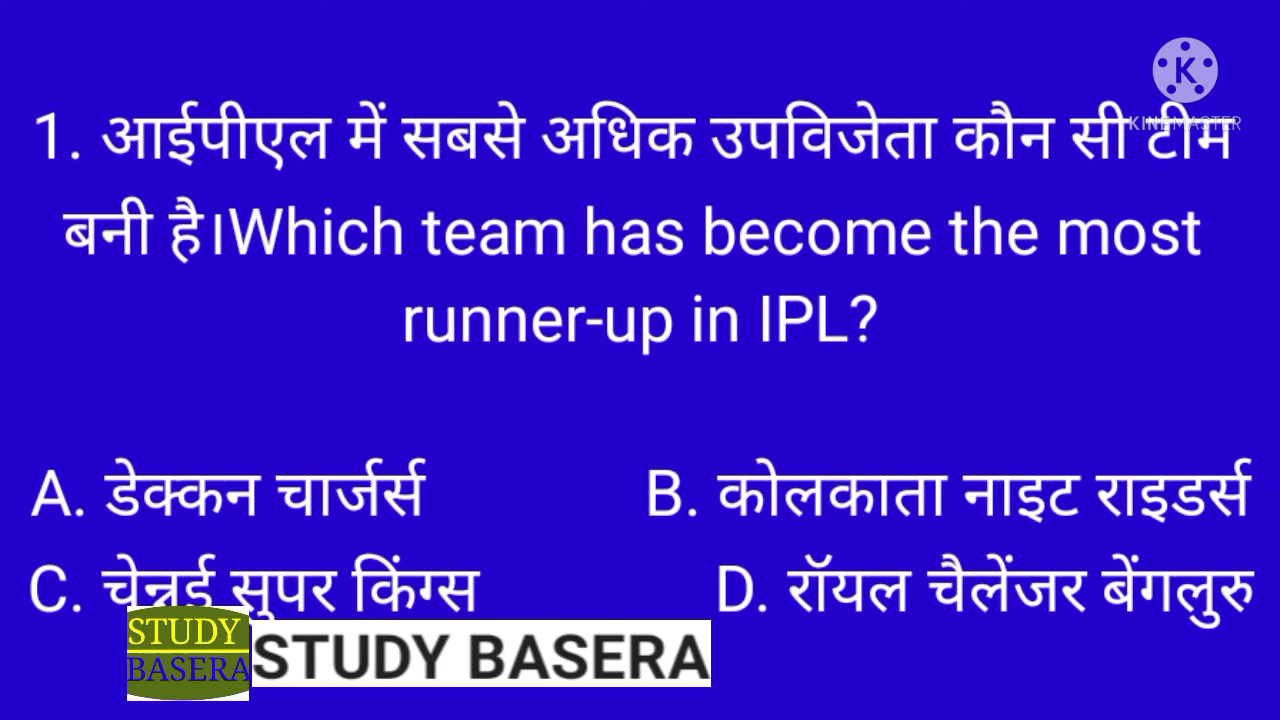 KINEMASTER
1. आईपीएल में सबसे अधिक उपविजेता कौन सी टीम
बनी है।Which team has become the most
runner-up in IPL?
A. डेक्कन चार्जर्स
B. कोलकाता नाइट राइडर्स
C. चेन्नई सुपर किंग्स
D. रॉयल चैलेंजर बेंगलुरु
STUDY
BASERA
STUDY BASERA